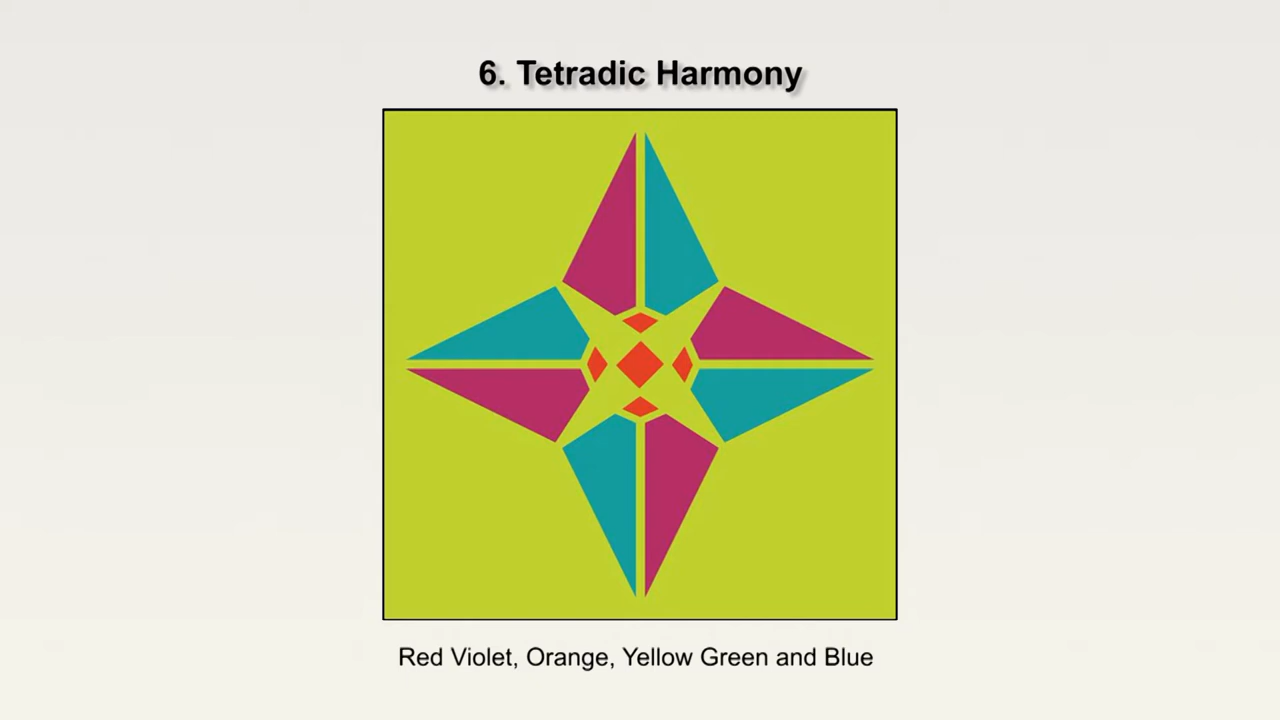 6. Tetradic Harmony
Red Violet, Orange, Yellow Green and Blue